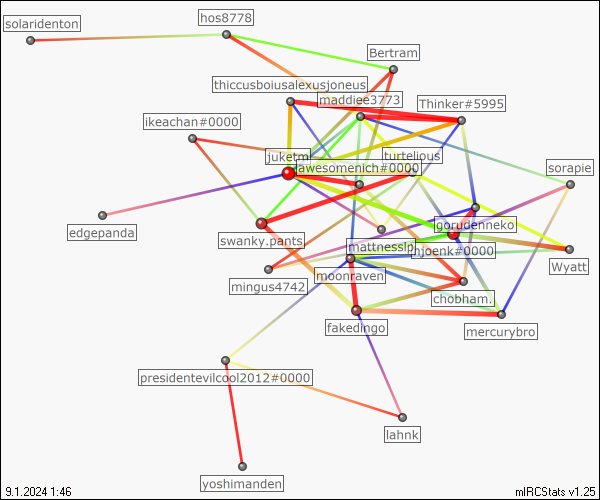 hos8778
solaridenton
Bertram
thiccusboiusalexusjoneus
maddiee3773
Thinker#5995
ikeachan#0000
juketm
turtelious
awesomenich#0000
sorapie
edgepanda
swanky.pants
gorudenneko
mattnesslp
njoenk#0000
Wyatt
moonraven
mingus4742
chobham.
fakedingo
mercurybro
presidentevilcool2012#0000
lahnk
yoshimanden
9.1.2024 1:46
mIRCStats v1.25